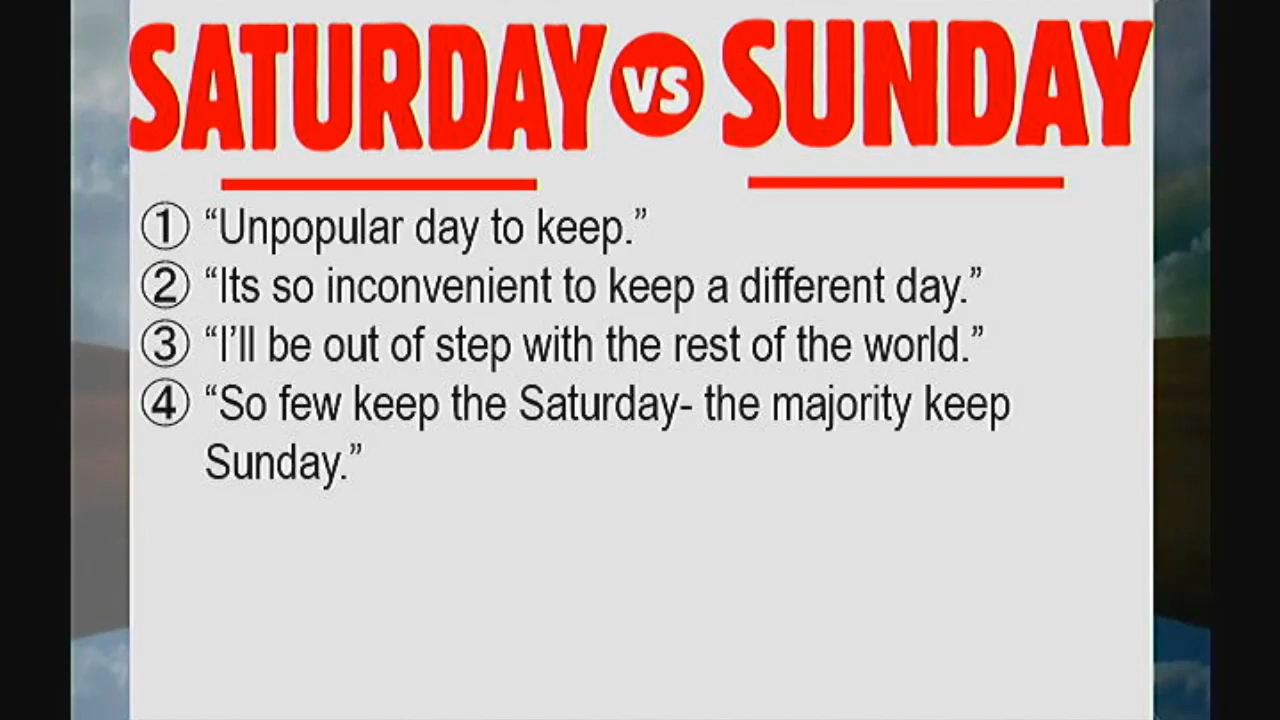 SATURDAY VS SUNDAY
① “Unpopular day to keep.”
② “Its so inconvenient to keep a different day.”
③ “I’ll be out of step with the rest of the world.”
④ “So few keep the Saturday- the majority keep
Sunday.”